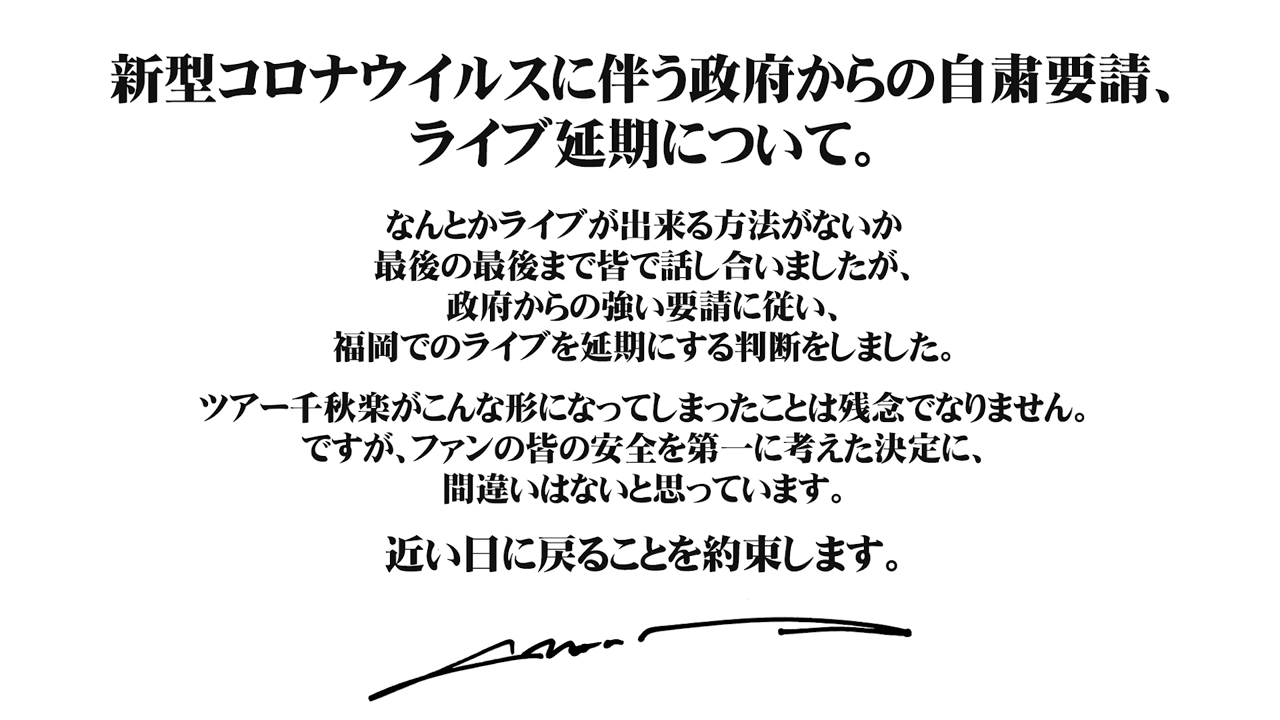 新型コロナウイルスに伴う政府からの自粛要請、
ライブ延期について。
なんとかライブが出来る方法がないか
最後の最後まで皆で話し合いましたが、
政府からの強い要請に従い、
福岡でのライブを延期にする判断をしました。
ツアー千秋楽がこんな形になってしまったことは残念でなりません。
ですが、ファンの皆の安全を第一に考えた決定に、
間違いはないと思っています。
近い日に戻ることを約束します。